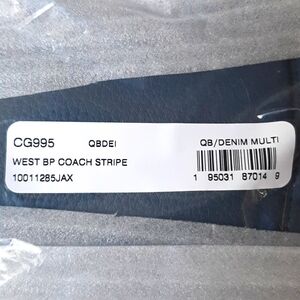 CG995 QBDEI QB/DENIM MULTI
WEST BP COACH STRIPE
10011285JAX 1 95031 87014 9